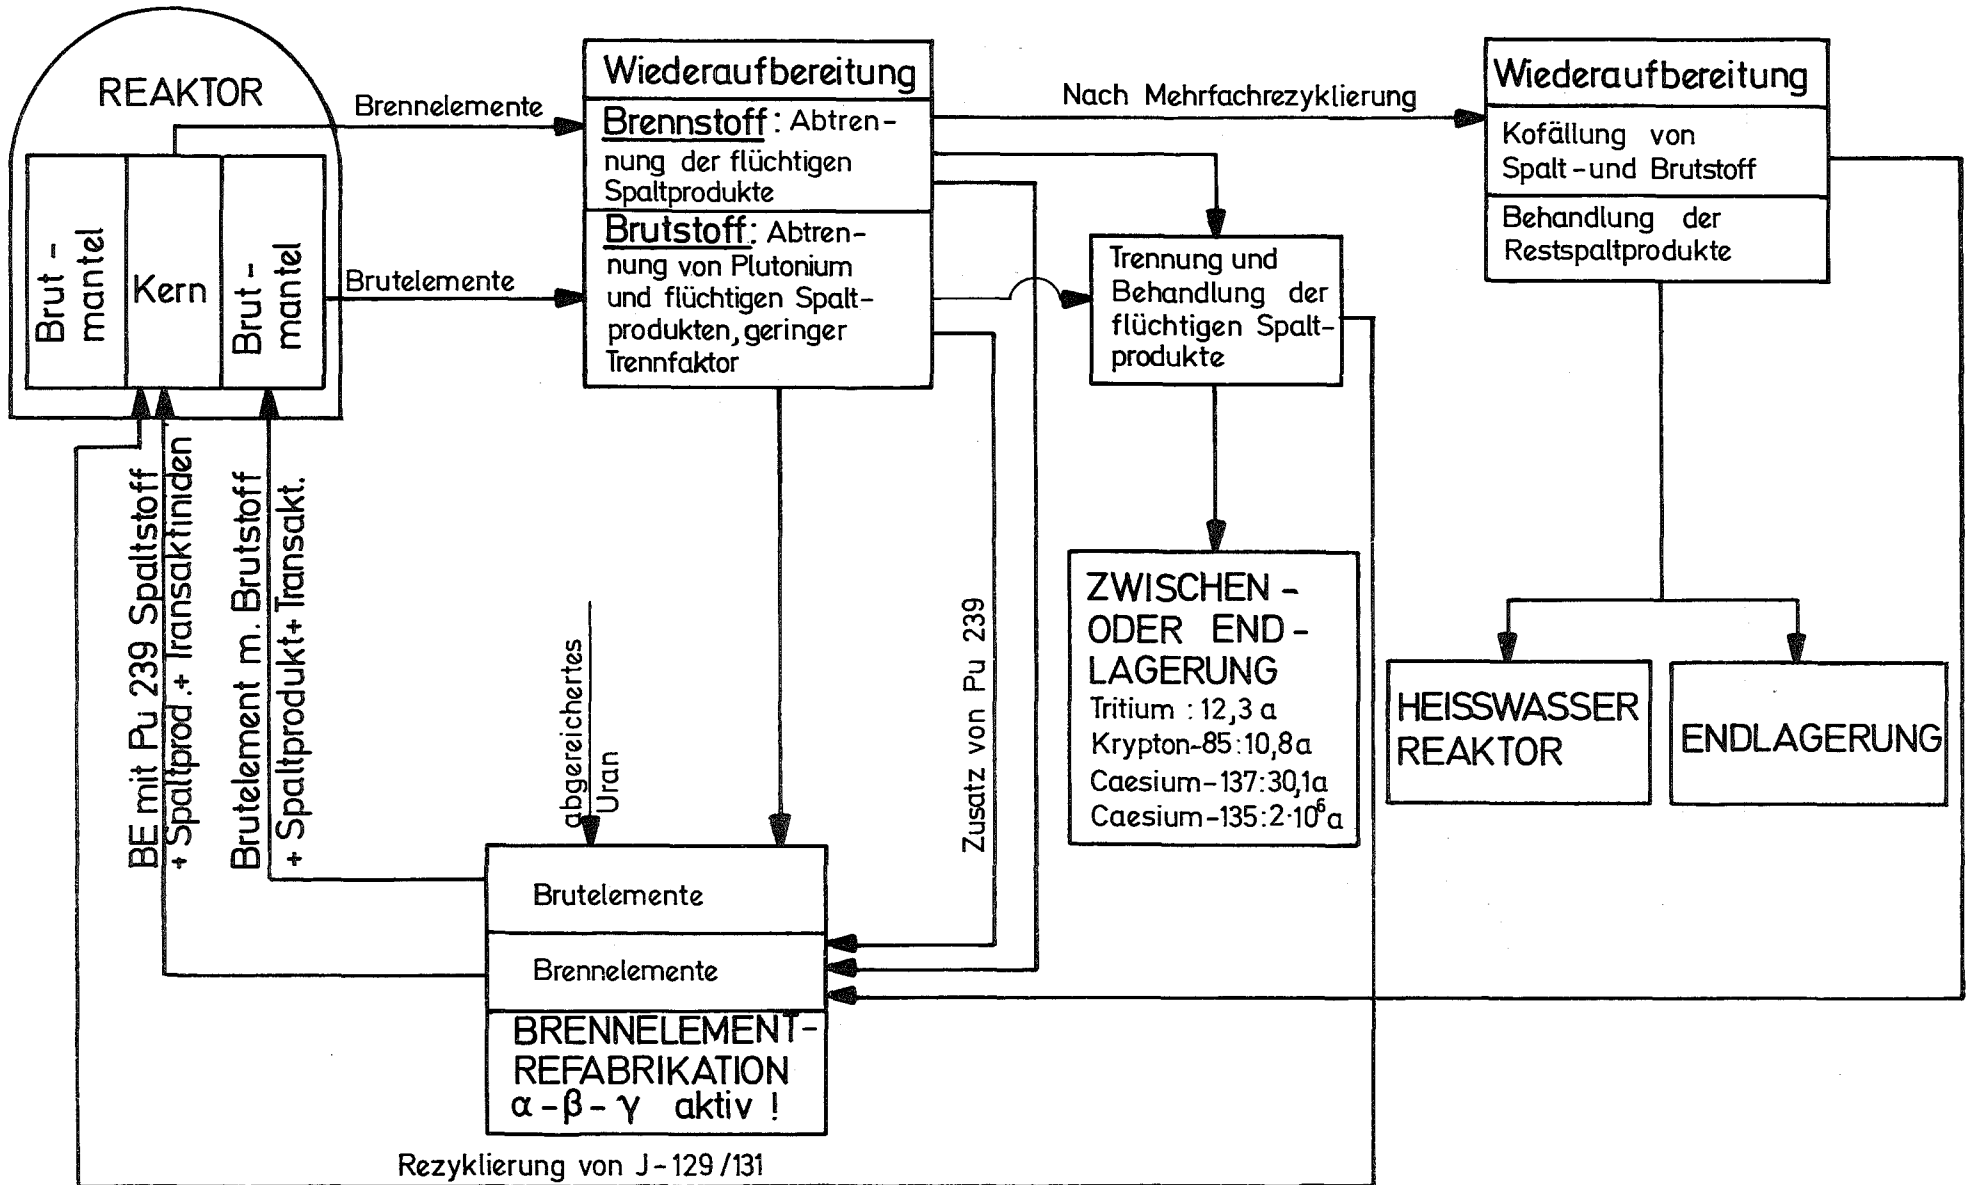 REAKTOR
Brut-
mantel
Kern
Brut-
mantel
Brennelemente
Brutelemente
Wiederaufbereitung
Brennstoff: Abtren-
nung der flüchtigen
Spaltprodukte
Brutstoff: Abtren-
nung von Plutonium
und flüchtigen Spalt-
produkten, geringer
Trennfaktor
Nach Mehrfachrezyklierung
Wiederaufbereitung
Kofällung von
Spalt-und Brutstoff
Behandlung der
Restspaltprodukte
Trennung und
Behandlung der
flüchtigen Spalt-
produkte
BE mit Pu 239 Spaltstoff
+ Spaltprod.+ Transaktiniden
Brutelement m. Brutstoff
+ Spaltprodukt+ Transakt.
abgereichertes
Uran
Zusatz von Pu 239
ZWISCHEN-
ODER END-
LAGERUNG
Tritium : 12,3 a
Krypton-85:10,8a
Caesium-137:30,1a
Caesium-135:2·10⁶a
HEISSWASSER
REAKTOR
ENDLAGERUNG
Brutelemente
Brennelemente
BRENNELEMENT-
REFABRIKATION
α-β-γ aktiv !
Rezyklierung von J-129/131